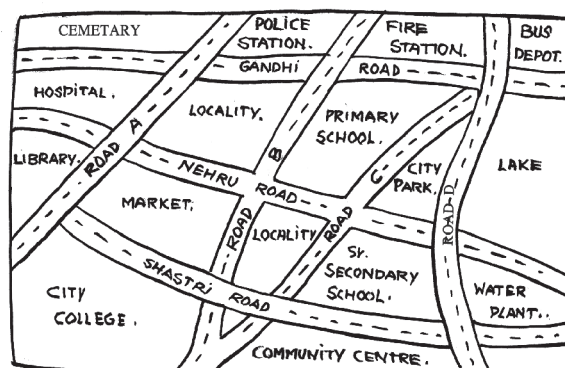 CEMETARY
POLICE
STATION.
FIRE
STATION.
BUS
DEPOT.
GANDHI ROAD
HOSPITAL.
LOCALITY.
PRIMARY
SCHOOL.
ROAD A
ROAD B
ROAD C
ROAD-D
LIBRARY.
NEHRU ROAD
CITY
PARK.
LAKE
MARKET.
LOCALITY
SR.
SECONDARY
SCHOOL.
SHASTRI ROAD
CITY
COLLEGE.
WATER
PLANT..
COMMUNITY CENTRE.